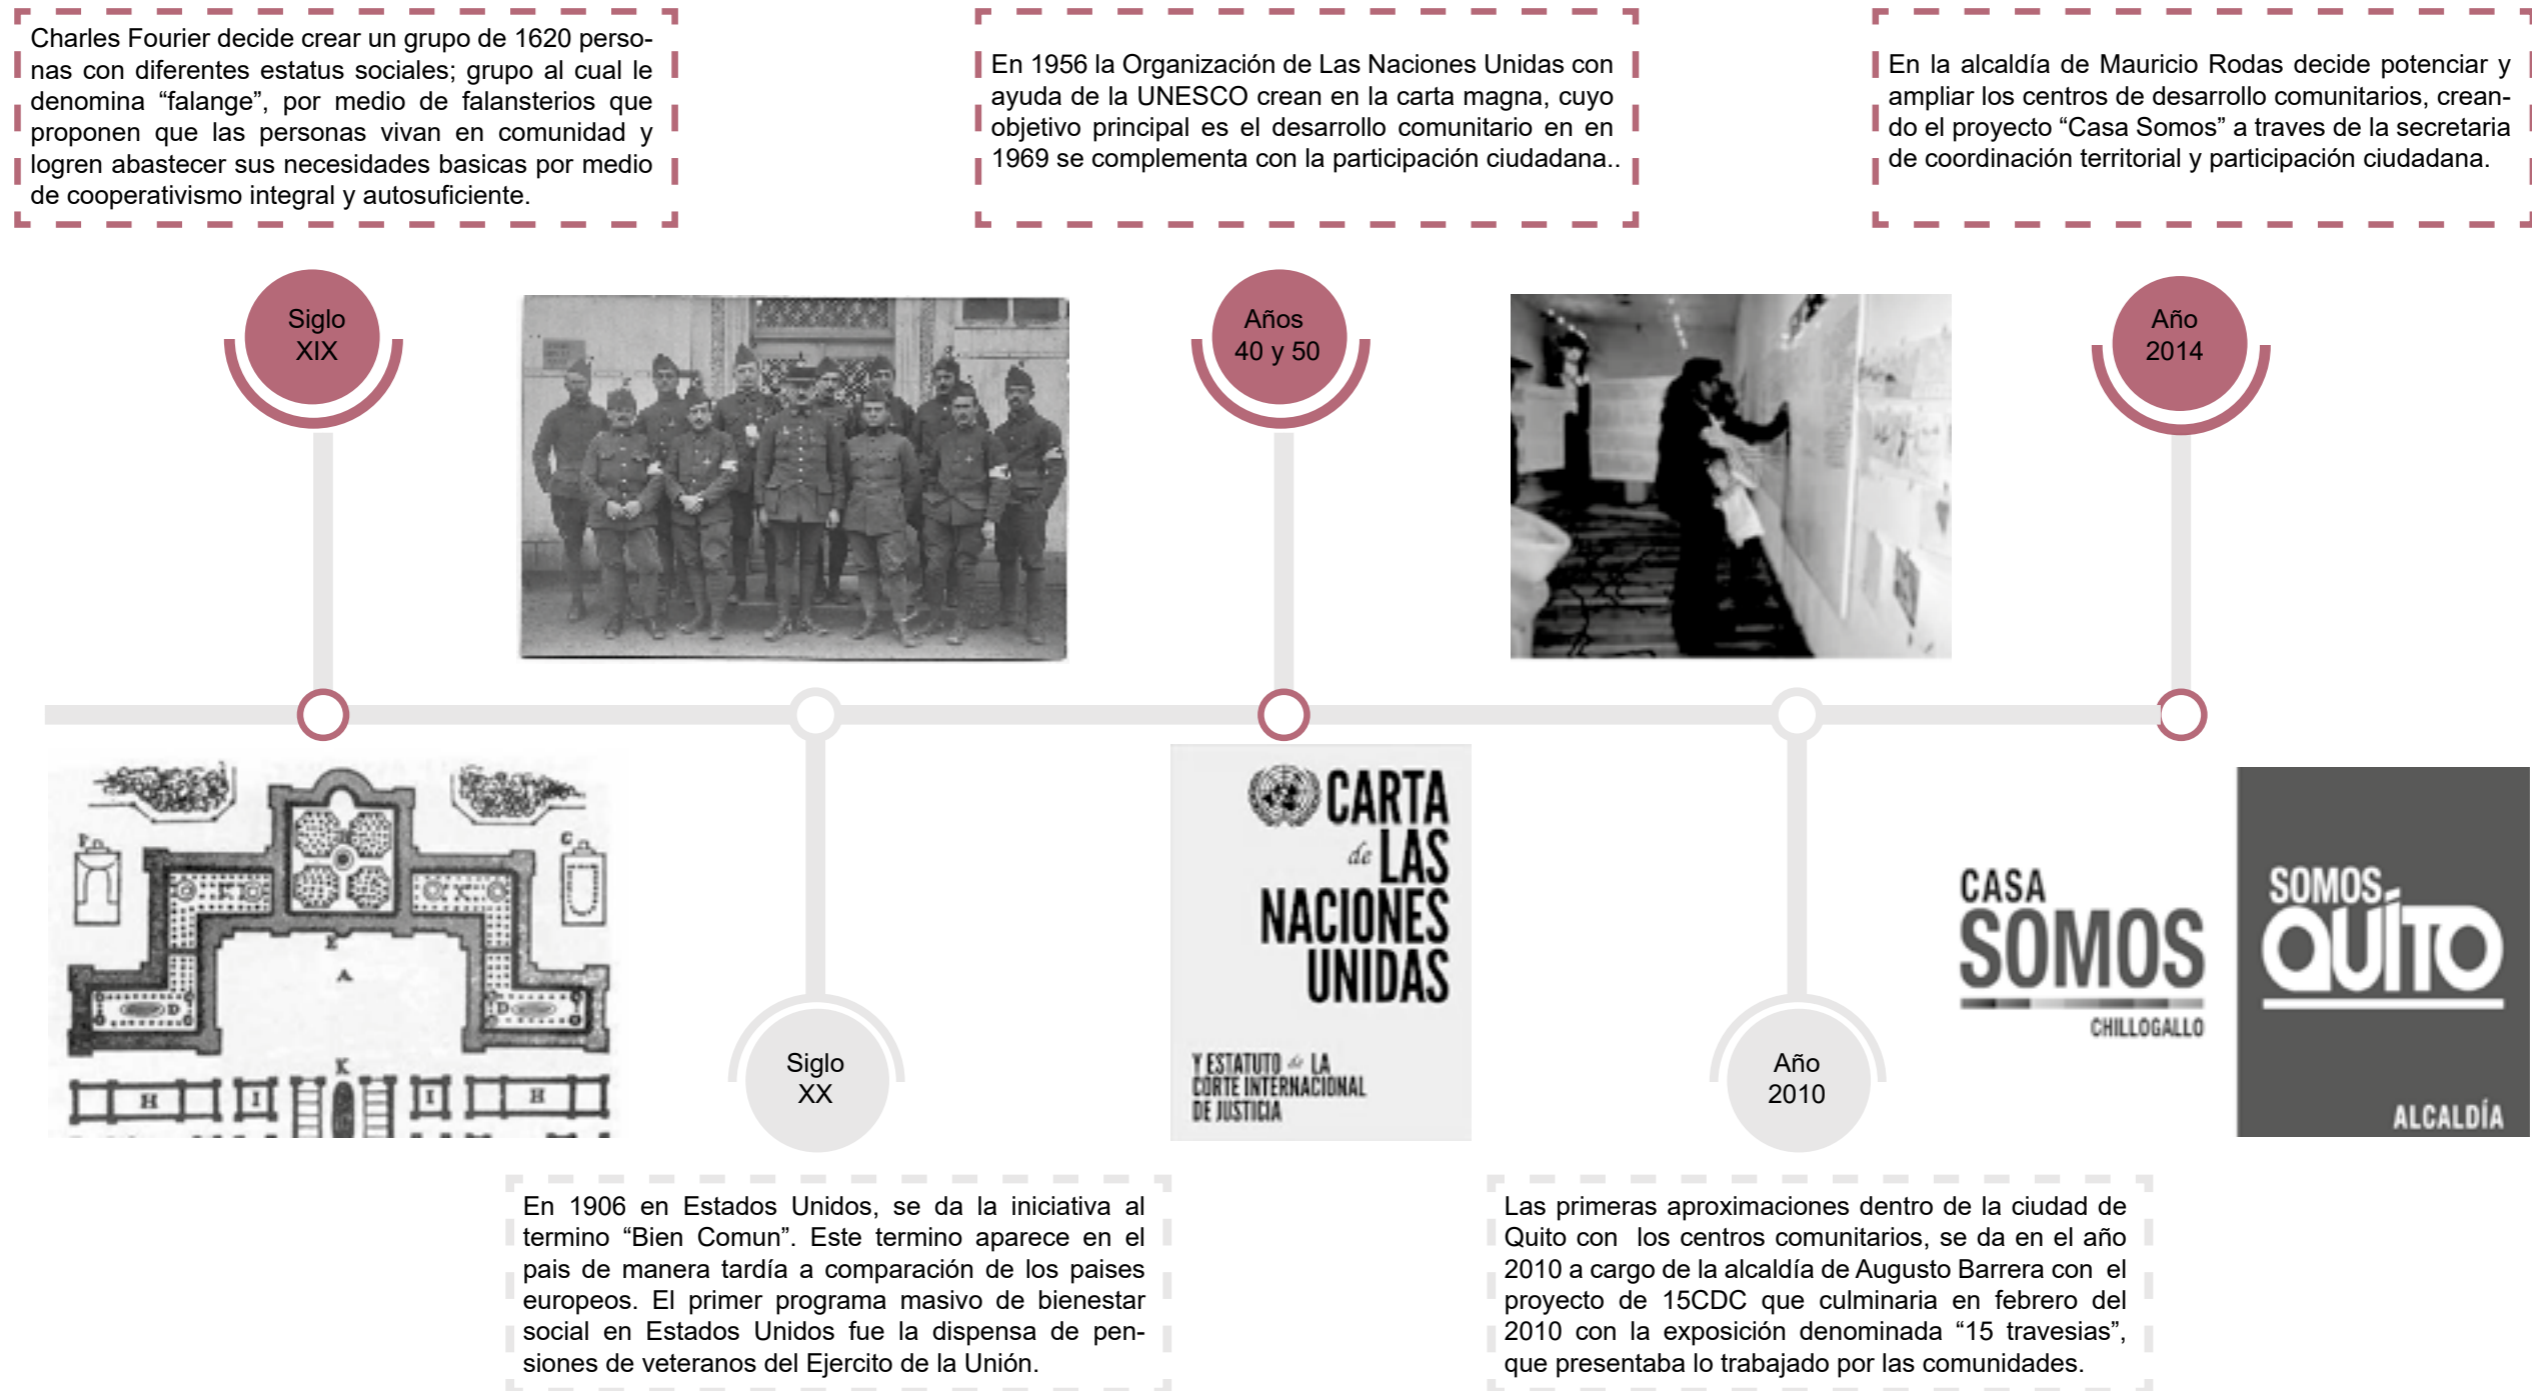 Charles Fourier decide crear un grupo de 1620 perso-
nas con diferentes estatus sociales; grupo al cual le
denomina “falange”, por medio de falansterios que
proponen que las personas vivan en comunidad y
logren abastecer sus necesidades basicas por medio
de cooperativismo integral y autosuficiente.
En 1956 la Organización de Las Naciones Unidas con
ayuda de la UNESCO crean en la carta magna, cuyo
objetivo principal es el desarrollo comunitario en en
1969 se complementa con la participación ciudadana..
En la alcaldía de Mauricio Rodas decide potenciar y
ampliar los centros de desarrollo comunitarios, crean-
do el proyecto “Casa Somos” a traves de la secretaria
de coordinación territorial y participación ciudadana.
Siglo
XIX
Años
40 y 50
Año
2014
F
G
E
A
D
D
K
H
I
I
H
CARTA
de LAS
NACIONES
UNIDAS
Y ESTATUTO de LA
CORTE INTERNACIONAL
DE JUSTICIA
CASA
SOMOS
CHILLOGALLO
SOMOS
QUÍTO
ALCALDÍA
Siglo
XX
Año
2010
En 1906 en Estados Unidos, se da la iniciativa al
termino “Bien Comun”. Este termino aparece en el
pais de manera tardía a comparación de los paises
europeos. El primer programa masivo de bienestar
social en Estados Unidos fue la dispensa de pen-
siones de veteranos del Ejercito de la Unión.
Las primeras aproximaciones dentro de la ciudad de
Quito con  los centros comunitarios, se da en el año
2010 a cargo de la alcaldía de Augusto Barrera con  el
proyecto de 15CDC que culminaria en febrero del
2010 con la exposición denominada “15 travesias”,
que presentaba lo trabajado por las comunidades.